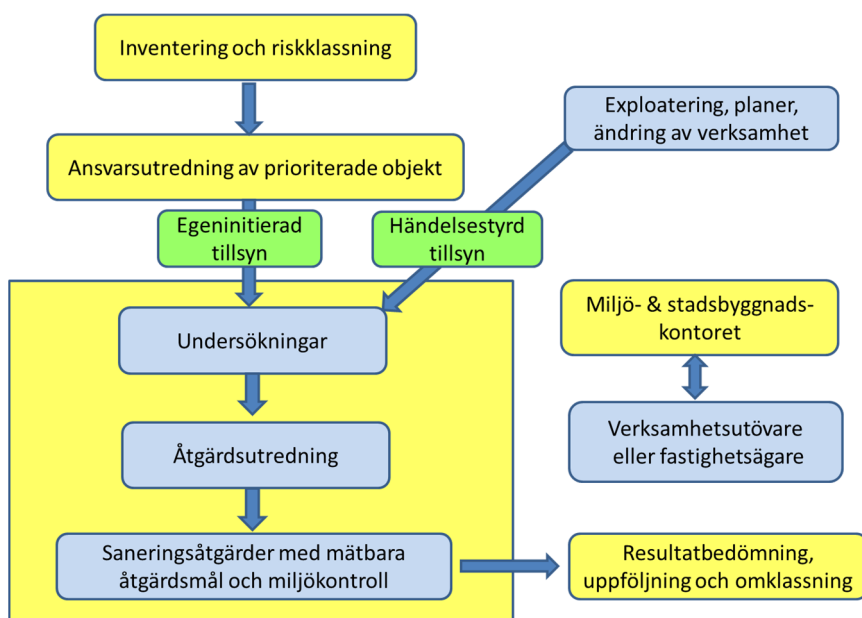 Inventering och riskklassning
Exploatering, planer,
ändring av verksamhet
Ansvarsutredning av prioriterade objekt
Egeninitierad
tillsyn
Händelsestyrd
tillsyn
Undersökningar
Miljö- & stadsbyggnads-
kontoret
Åtgärdsutredning
Verksamhetsutövare
eller fastighetsägare
Saneringsåtgärder med mätbara
åtgärdsmål och miljökontroll
Resultatbedömning,
uppföljning och omklassning